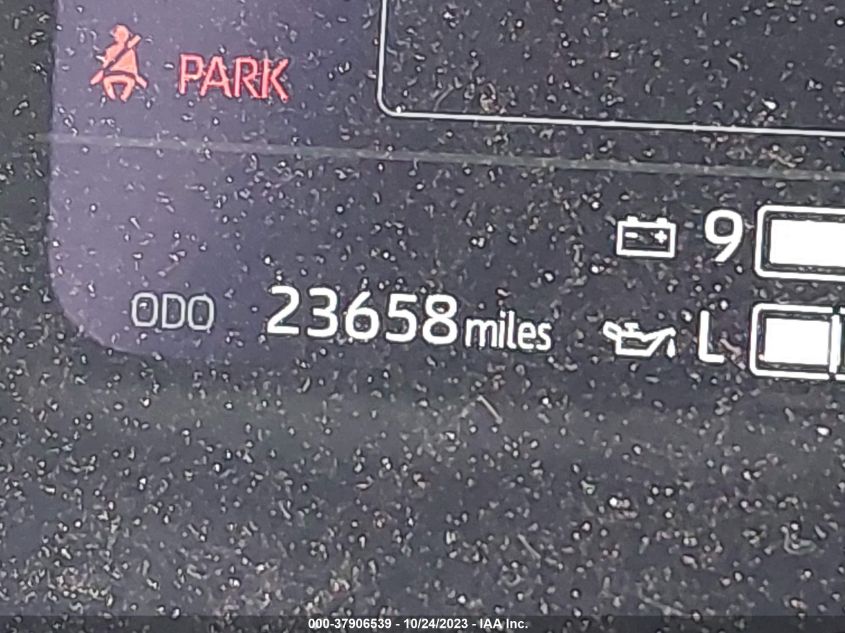 PARK
9
ODO 23658 miles L
000-37906539 - 10/24/2023 - IAA Inc.